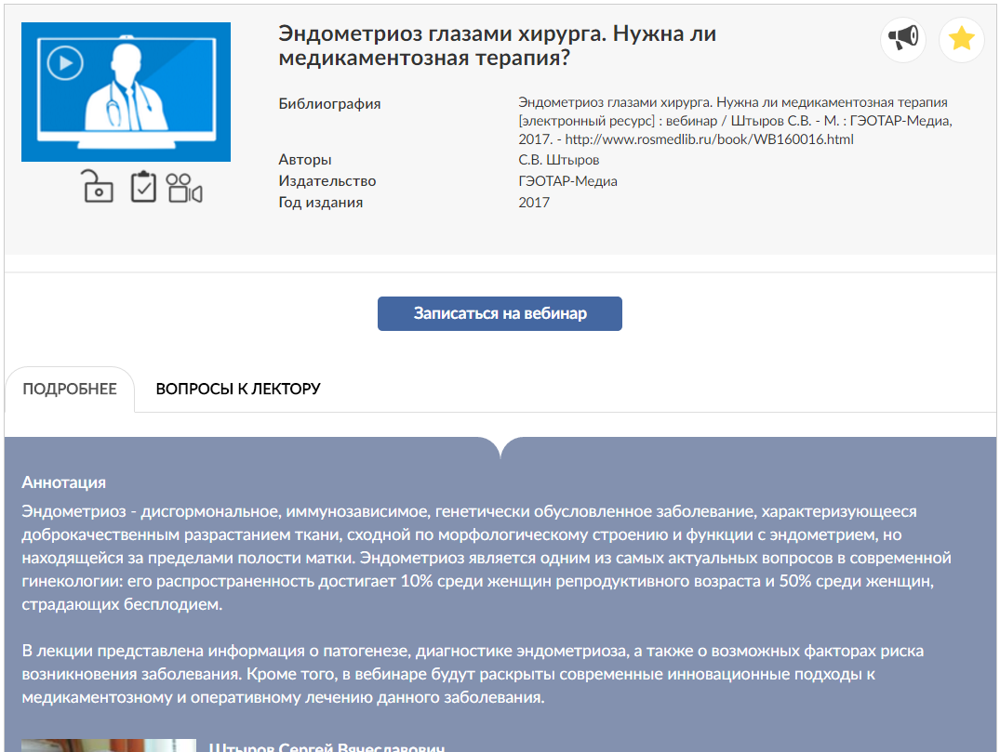 Эндометриоз глазами хирурга. Нужна ли
медикаментозная терапия?
Библиография
Эндометриоз глазами хирурга. Нужна ли медикаментозная терапия
[электронный ресурс] : вебинар / Штыров С.В. - М. : ГЭОТАР-Медиа,
2017. - http://www.rosmedlib.ru/book/WB160016.html
Авторы
С.В. Штыров
Издательство
ГЭОТАР-Медиа
Год издания
2017
Записаться на вебинар
ПОДРОБНЕЕ
ВОПРОСЫ К ЛЕКТОРУ
Аннотация
Эндометриоз - дисгормональное, иммунозависимое, генетически обусловленное заболевание, характеризующееся
доброкачественным разрастанием ткани, сходной по морфологическому строению и функции с эндометрием, но
находящейся за пределами полости матки. Эндометриоз является одним из самых актуальных вопросов в современной
гинекологии: его распространенность достигает 10% среди женщин репродуктивного возраста и 50% среди женщин,
страдающих бесплодием.
В лекции представлена информация о патогенезе, диагностике эндометриоза, а также о возможных факторах риска
возникновения заболевания. Кроме того, в вебинаре будут раскрыты современные инновационные подходы к
медикаментозному и оперативному лечению данного заболевания.
Штыров Сергей Вячеславович